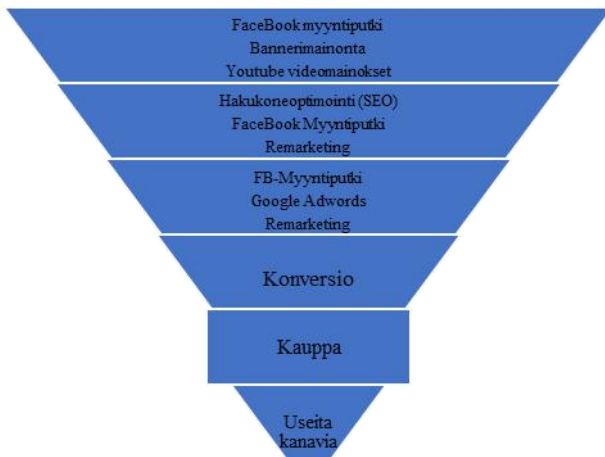 FaceBook myyntiputki
Bannerimainonta
Youtube videomainokset
Hakukoneoptimointi (SEO)
FaceBook Myyntiputki
Remarketing
FB-Myyntiputki
Google Adwords
Remarketing
Konversio
Kauppa
Useita
kanavia